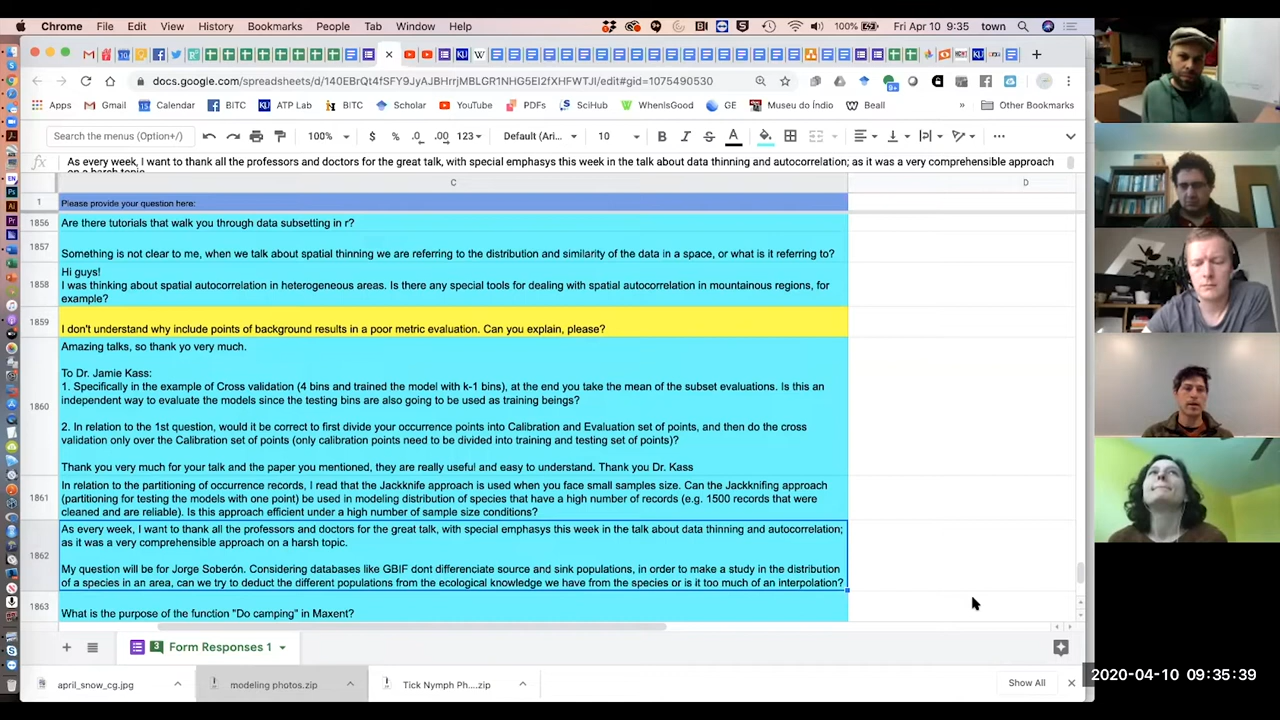 Chrome File Edit View History Bookmarks People Tab Window Help 100% Fri Apr 10 9:35 town
docs.google.com/spreadsheets/d/140EBrQt4fSFY9JyAJBHrrjMBLGR1NHG5EI2fXHFWTJI/edit#gid=1075490530
Apps Gmail Calendar BITC ATP Lab BITC Scholar YouTube PDFs SciHub WhenIsGood GE Museu do Índio Beall » Other Bookmarks
Search the menus (Option+/) 100% $ % .0 .00 123 Default (Ari... 10 B I S A
fx As every week, I want to thank all the professors and doctors for the great talk, with special emphasys this week in the talk about data thinning and autocorrelation; as it was a very comprehensible approach
on a harsh topic.
C D
1 Please provide your question here:
1856 Are there tutorials that walk you through data subsetting in r?
1857 Something is not clear to me, when we talk about spatial thinning we are referring to the distribution and similarity of the data in a space, or what is it referring to?
Hi guys!
1858 I was thinking about spatial autocorrelation in heterogeneous areas. Is there any special tools for dealing with spatial autocorrelation in mountainous regions, for
example?
1859 I don't understand why include points of background results in a poor metric evaluation. Can you explain, please?
Amazing talks, so thank yo very much.
To Dr. Jamie Kass:
1. Specifically in the example of Cross validation (4 bins and trained the model with k-1 bins), at the end you take the mean of the subset evaluations. Is this an
independent way to evaluate the models since the testing bins are also going to be used as training beings?
1860
2. In relation to the 1st question, would it be correct to first divide your occurrence points into Calibration and Evaluation set of points, and then do the cross
validation only over the Calibration set of points (only calibration points need to be divided into training and testing set of points)?
Thank you very much for your talk and the paper you mentioned, they are really useful and easy to understand. Thank you Dr. Kass
In relation to the partitioning of occurrence records, I read that the Jackknife approach is used when you face small samples size. Can the Jackknifing approach
1861 (partitioning for testing the models with one point) be used in modeling distribution of species that have a high number of records (e.g. 1500 records that were
cleaned and are reliable). Is this approach efficient under a high number of sample size conditions?
As every week, I want to thank all the professors and doctors for the great talk, with special emphasys this week in the talk about data thinning and autocorrelation;
as it was a very comprehensible approach on a harsh topic.
1862
My question will be for Jorge Soberón. Considering databases like GBIF dont differenciate source and sink populations, in order to make a study in the distribution
of a species in an area, can we try to deduct the different populations from the ecological knowledge we have from the species or is it too much of an interpolation?
1863 What is the purpose of the function "Do camping" in Maxent?
3 Form Responses 1
april_snow_cg.jpg modeling photos.zip Tick Nymph Ph....zip Show All
2020-04-10 09:35:39